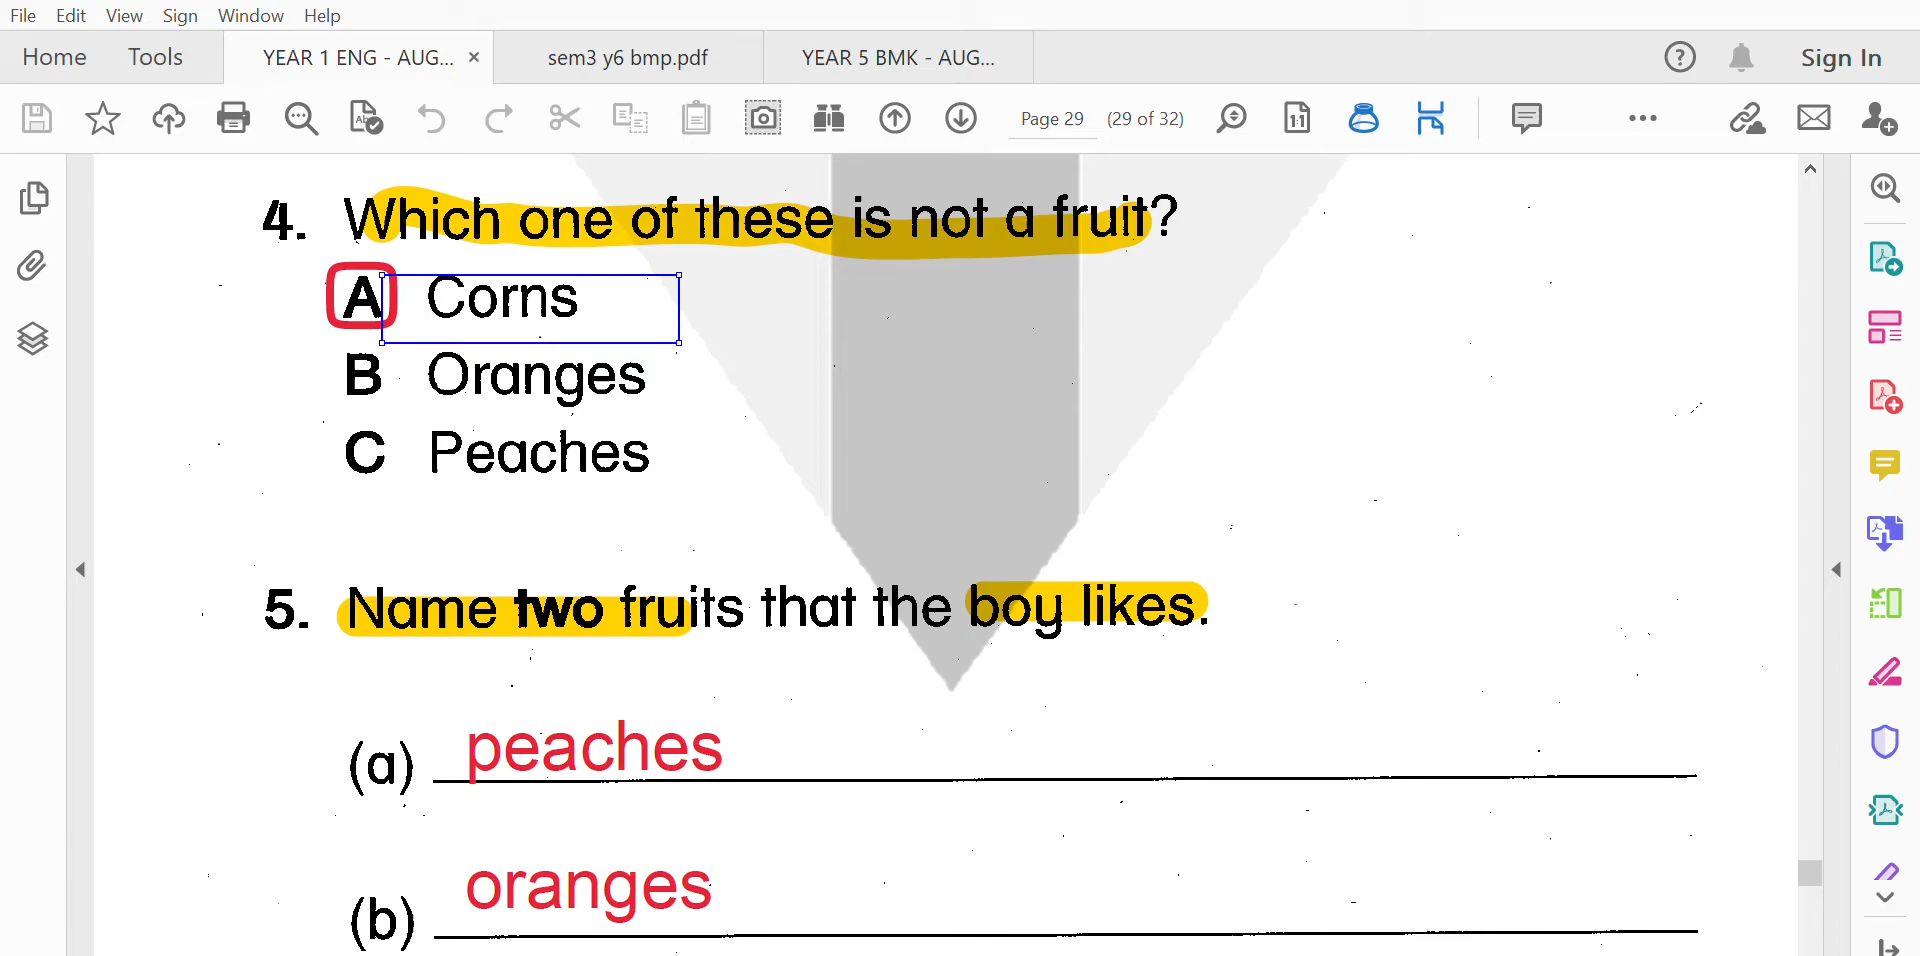 File Edit View Sign Window Help
Home Tools YEAR 1 ENG - AUG... × sem3 y6 bmp.pdf YEAR 5 BMK - AUG... Sign In
Page 29 (29 of 32)
4. Which one of these is not a fruit?
A Corns
B Oranges
C Peaches
5. Name two fruits that the boy likes.
(a) peaches
(b) oranges